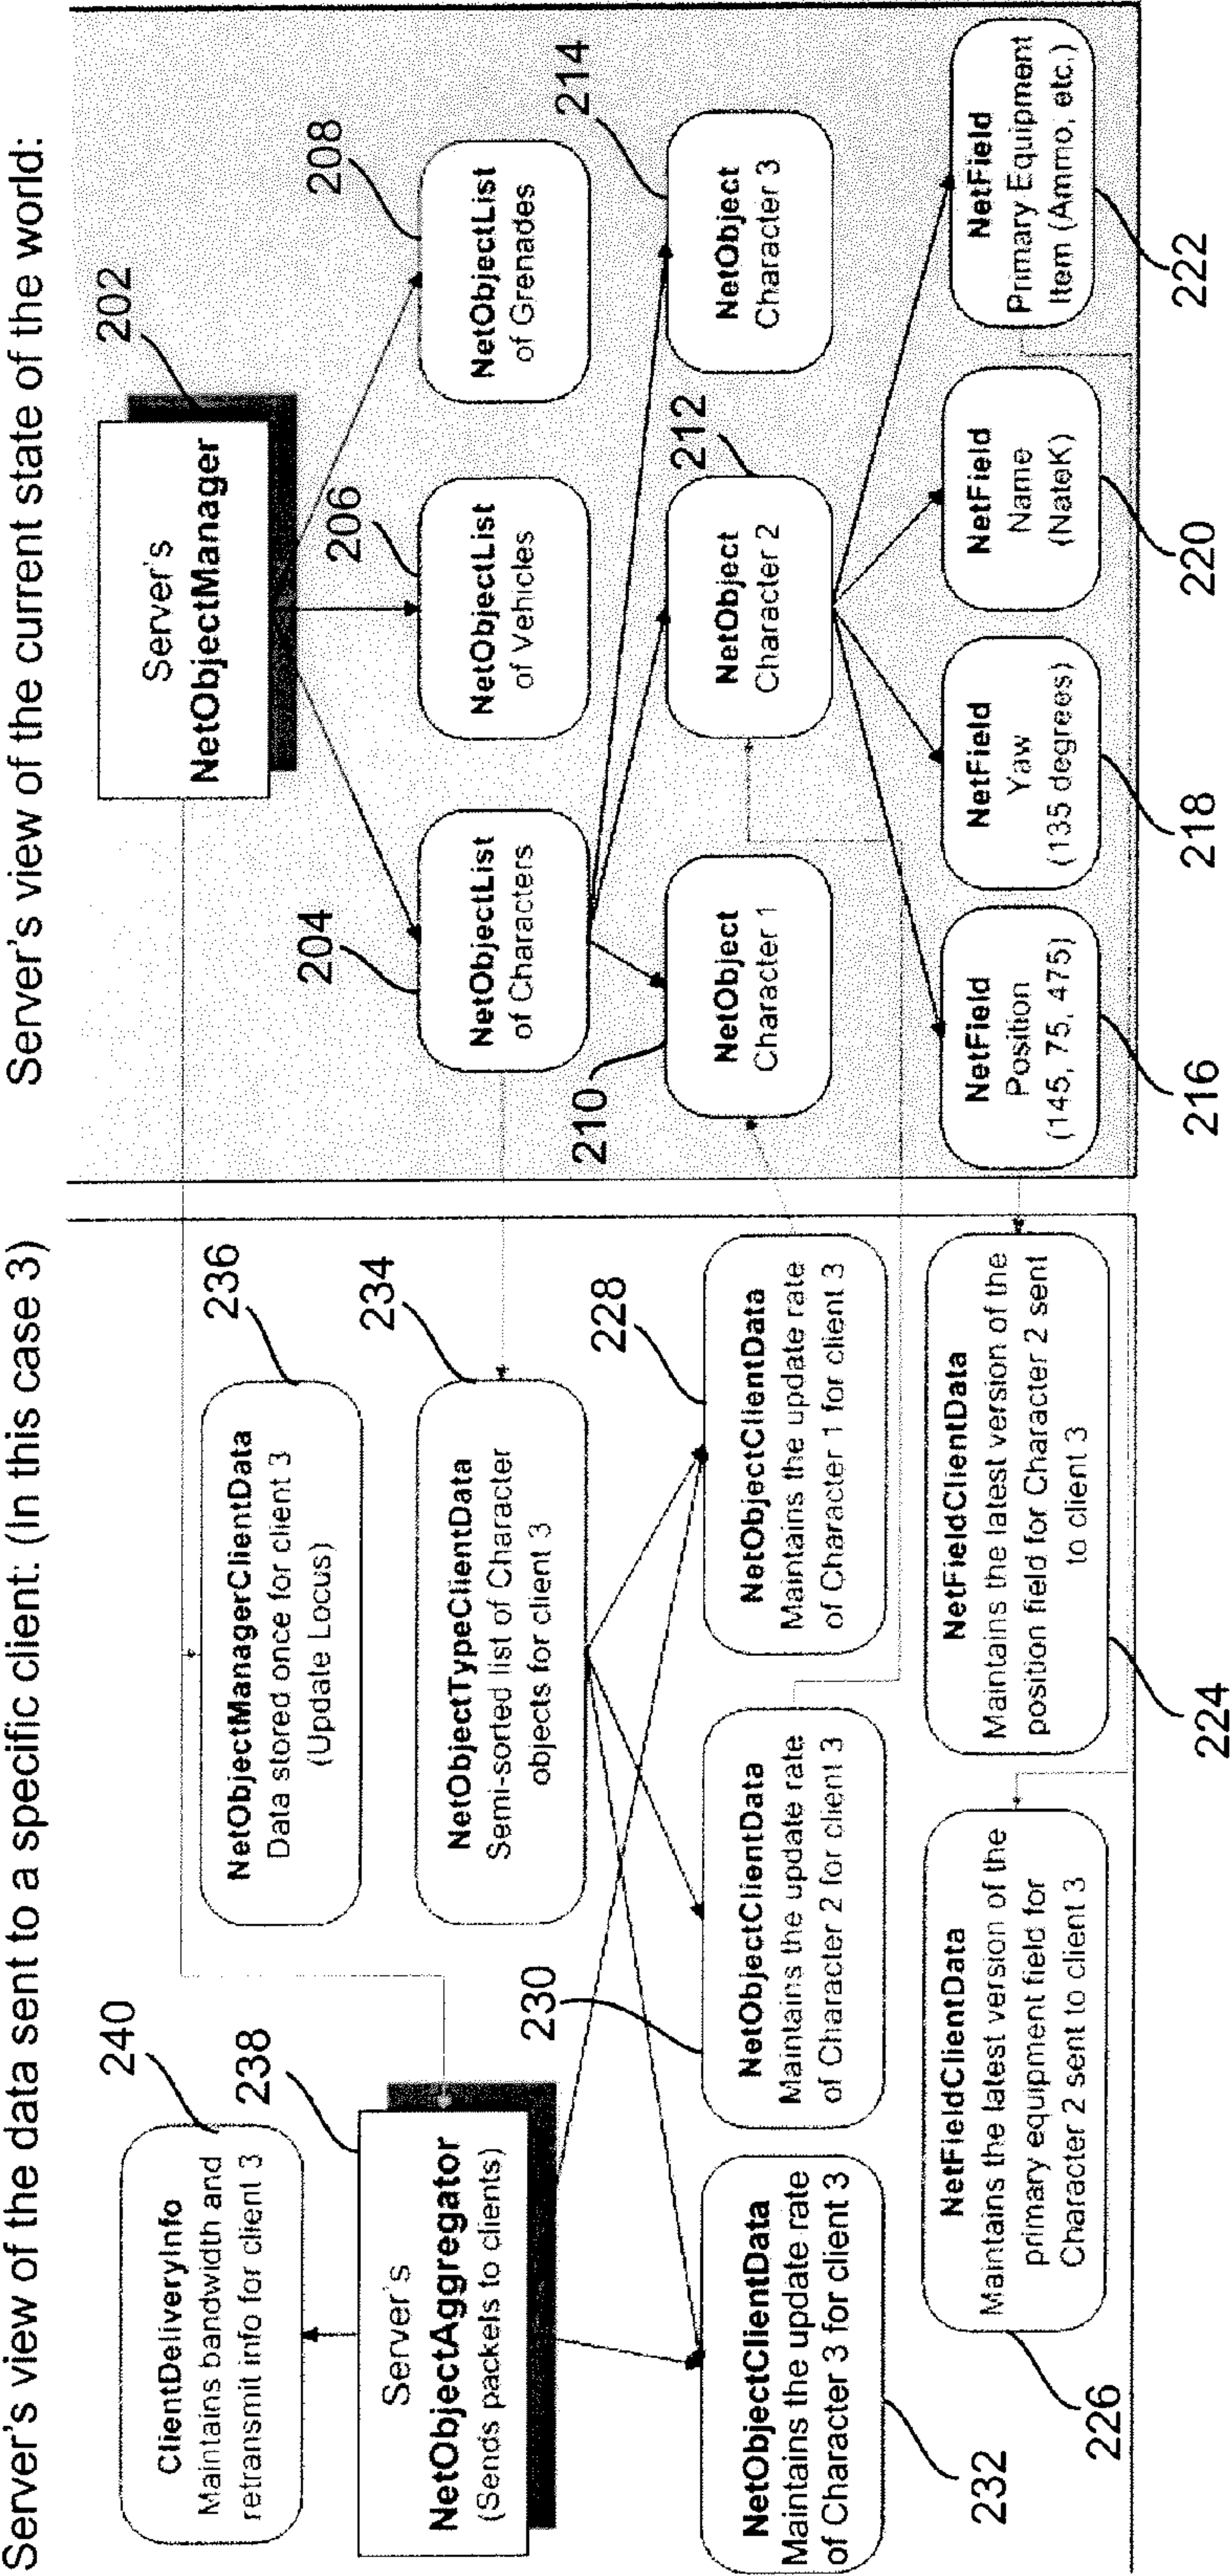 Server's view of the data sent to a specific client: (In this case 3)
240
ClientDeliveryInfo
Maintains bandwidth and
retransmit info for client 3
238
Server's
NetObjectAggregator
(Sends packets to clients)
236
NetObjectManagerClientData
Data stored once for client 3
(Update Locus)
234
NetObjectTypeClientData
Semi-sorted list of Character
objects for client 3
232
NetObjectClientData
Maintains the update rate
of Character 3 for client 3
230
NetObjectClientData
Maintains the update rate
of Character 2 for client 3
228
NetObjectClientData
Maintains the update rate
of Character 1 for client 3
226
NetFieldClientData
Maintains the latest version of the
primary equipment field for
Character 2 sent to client 3
224
NetFieldClientData
Maintains the latest version of the
position field for Character 2 sent
to client 3
Server's view of the current state of the world:
202
Server's
NetObjectManager
204
NetObjectList
of Characters
206
NetObjectList
of Vehicles
208
NetObjectList
of Grenades
210
NetObject
Character 1
212
NetObject
Character 2
214
NetObject
Character 3
NetField
Position
(145, 75, 475)
216
NetField
Yaw
(135 degrees)
218
NetField
Name
(NateK)
220
NetField
Primary Equipment
Item (Ammo, etc.)
222